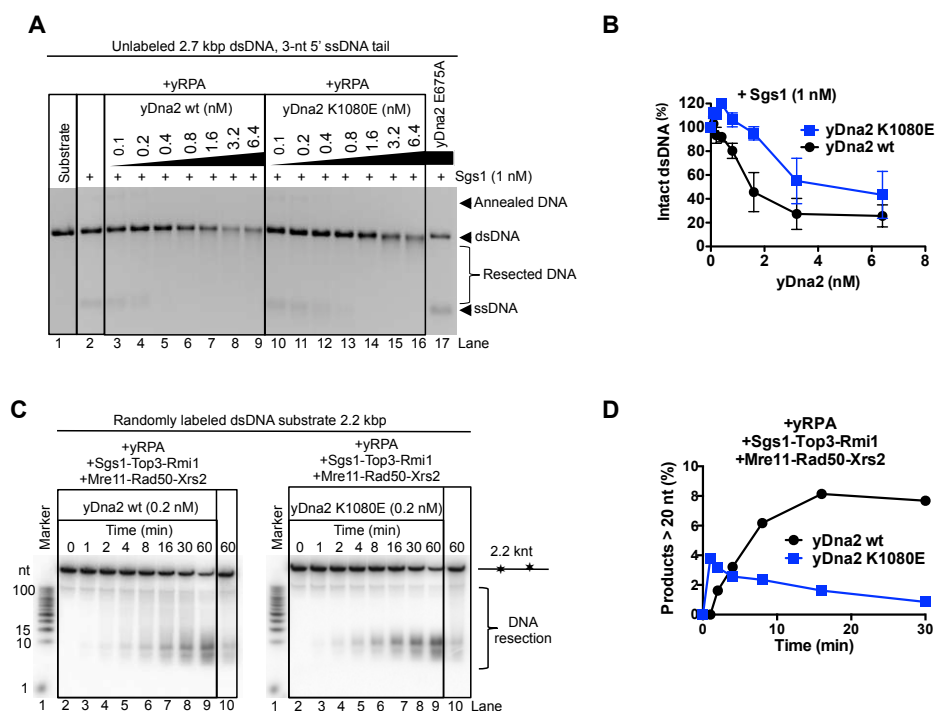 A
Unlabeled 2.7 kbp dsDNA, 3-nt 5' ssDNA tail
Substrate
+yRPA
yDna2 wt (nM)
0.1 0.2 0.4 0.8 1.6 3.2 6.4
+yRPA
yDna2 K1080E (nM)
0.1 0.2 0.4 0.8 1.6 3.2 6.4
yDna2 E675A
+ + + + + + + + + + + + + + + + Sgs1 (1 nM)
Annealed DNA
dsDNA
Resected DNA
ssDNA
1 2 3 4 5 6 7 8 9 10 11 12 13 14 15 16 17 Lane
B
+ Sgs1 (1 nM)
Intact dsDNA (%)
120
100
80
60
40
20
0
yDna2 K1080E
yDna2 wt
0 2 4 6 8
yDna2 (nM)
C
Randomly labeled dsDNA substrate 2.2 kbp
+yRPA
+Sgs1-Top3-Rmi1
+Mre11-Rad50-Xrs2
Marker
yDna2 wt (0.2 nM)
Time (min)
0 1 2 4 8 16 30 60 60
nt
100
15
10
1
1 2 3 4 5 6 7 8 9 10
+yRPA
+Sgs1-Top3-Rmi1
+Mre11-Rad50-Xrs2
Marker
yDna2 K1080E (0.2 nM)
Time (min)
0 1 2 4 8 16 30 60 60
2.2 knt
DNA
resection
1 2 3 4 5 6 7 8 9 10 Lane
D
+yRPA
+Sgs1-Top3-Rmi1
+Mre11-Rad50-Xrs2
Products > 20 nt (%)
10
8
6
4
2
0
yDna2 wt
yDna2 K1080E
0 10 20 30
Time (min)